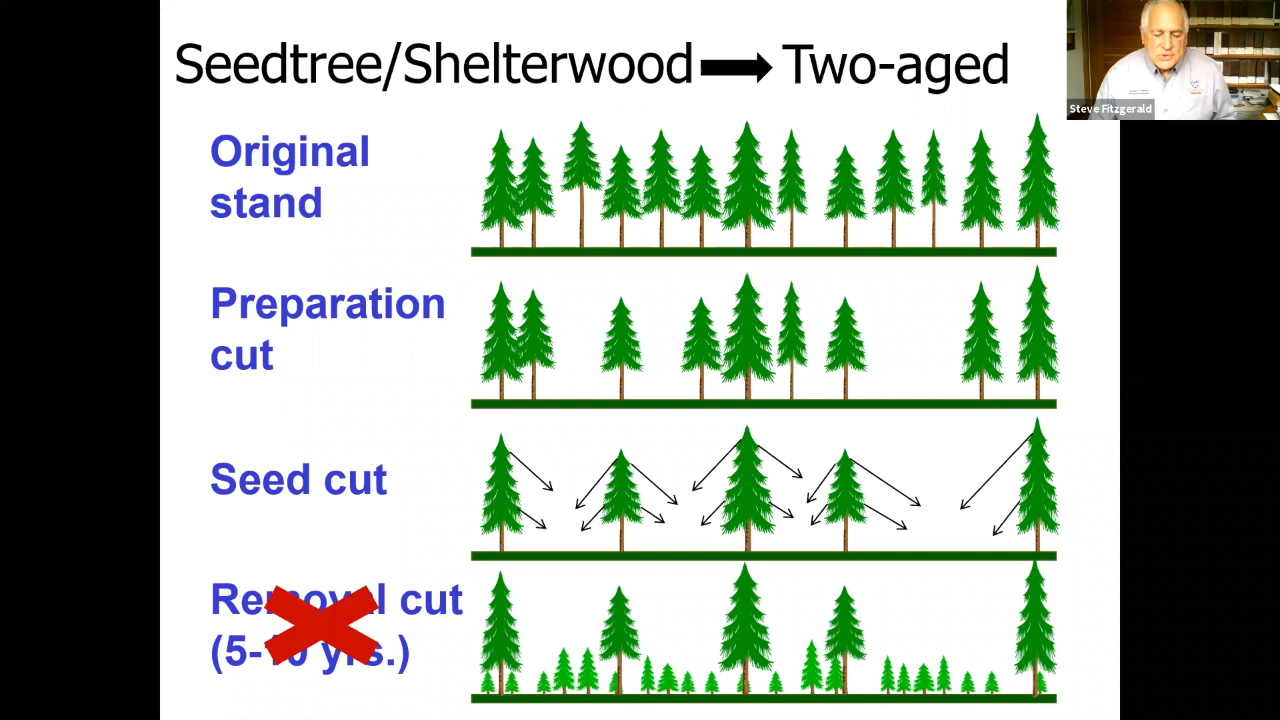 Seedtree/Shelterwood → Two-aged
Steve Fitzgerald
Original
stand
Preparation
cut
Seed cut
Removal cut
(5-10 yrs.)